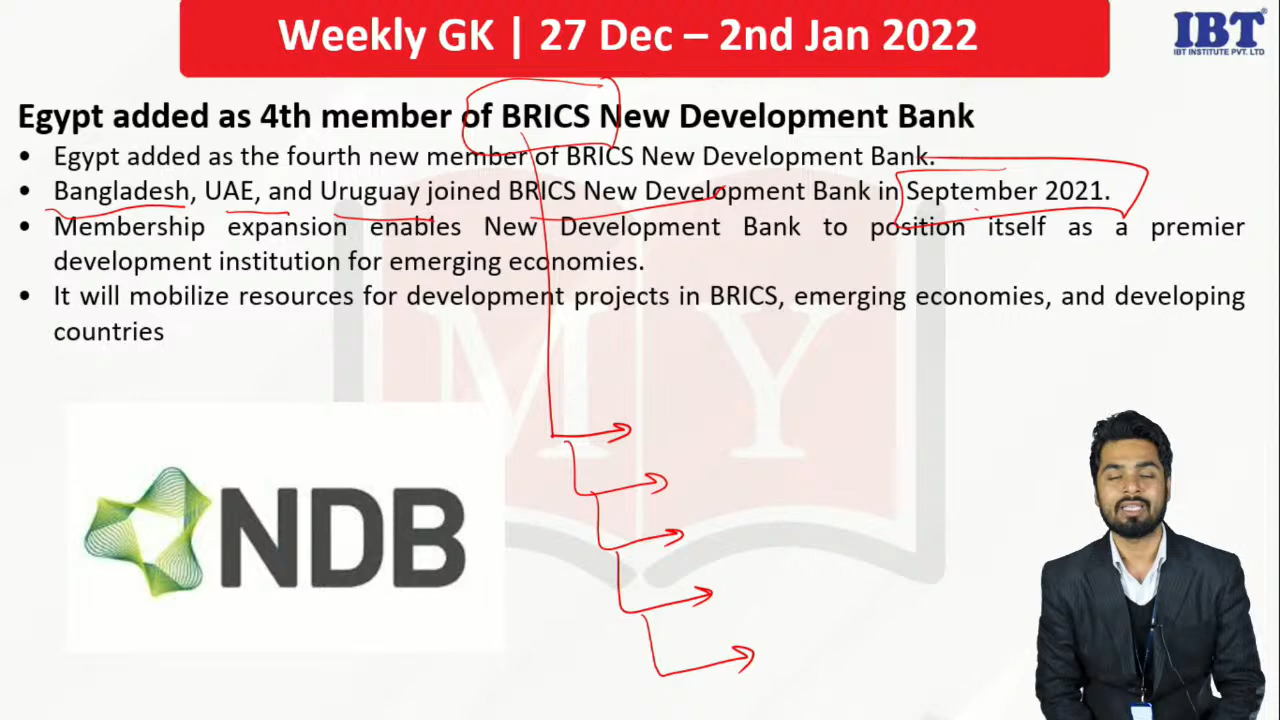 Weekly GK | 27 Dec – 2nd Jan 2022
IBT
IBT INSTITUTE PVT. LTD
Egypt added as 4th member of BRICS New Development Bank
• Egypt added as the fourth new member of BRICS New Development Bank.
• Bangladesh, UAE, and Uruguay joined BRICS New Development Bank in September 2021.
• Membership expansion enables New Development Bank to position itself as a premier
development institution for emerging economies.
• It will mobilize resources for development projects in BRICS, emerging economies, and developing
countries
M Y
NDB